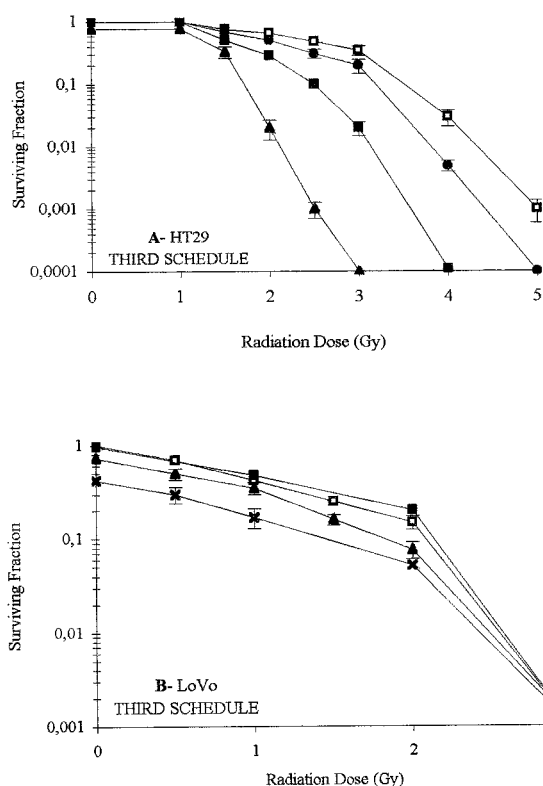 1
0,1
0,01
0,001
0,0001
Surviving Fraction
A- HT29
THIRD SCHEDULE
0 1 2 3 4 5
Radiation Dose (Gy)
1
0,1
0,01
0,001
Surviving Fraction
B- LoVo
THIRD SCHEDULE
0 1 2
Radiation Dose (Gy)